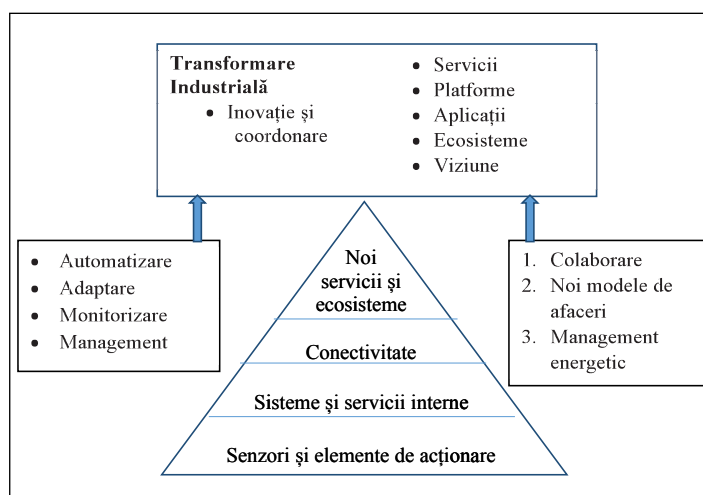 Transformare
Industrială
• Inovație și
coordonare
• Servicii
• Platforme
• Aplicații
• Ecosisteme
• Viziune
• Automatizare
• Adaptare
• Monitorizare
• Management
Noi
servicii și
ecosisteme
Conectivitate
Sisteme și servicii interne
Senzori și elemente de acționare
1. Colaborare
2. Noi modele de
afaceri
3. Management
energetic